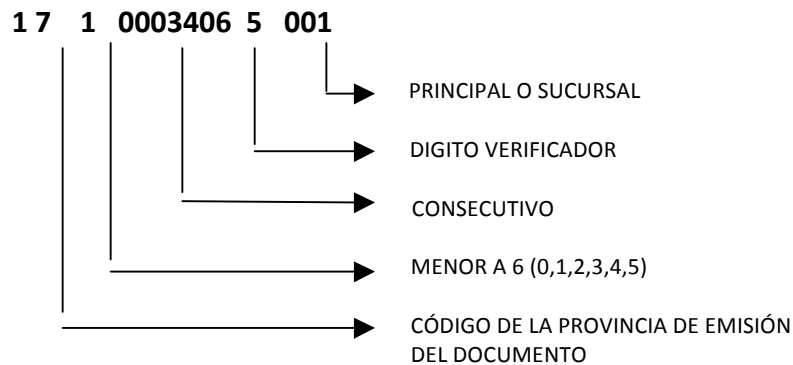 1 7 1 0003406 5 001
PRINCIPAL O SUCURSAL
DIGITO VERIFICADOR
CONSECUTIVO
MENOR A 6 (0,1,2,3,4,5)
CÓDIGO DE LA PROVINCIA DE EMISIÓN
DEL DOCUMENTO